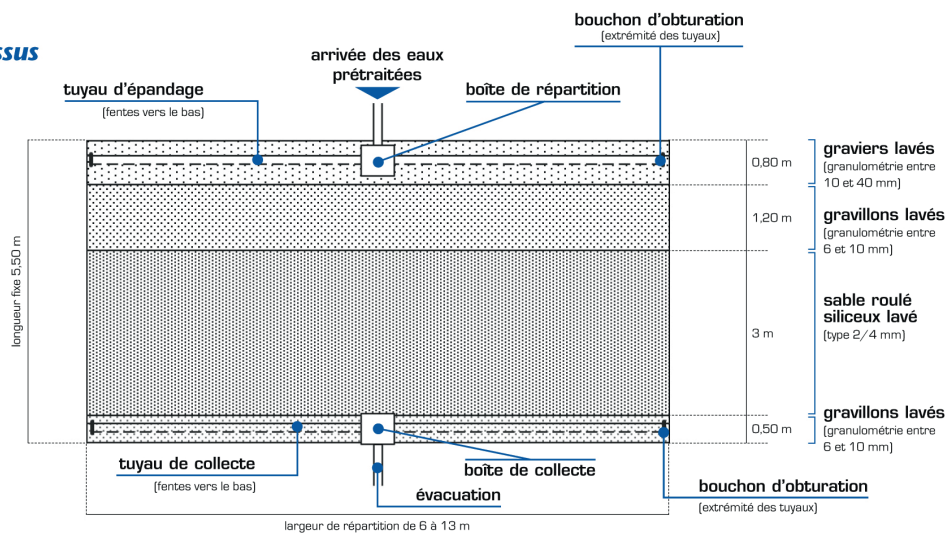 bouchon d'obturation
(extrémité des tuyaux)
ssus
arrivée des eaux
prétraitées
tuyau d'épandage
(fentes vers le bas)
boîte de répartition
0,80 m
graviers lavés
(granulométrie entre
10 et 40 mm)
1,20 m
gravillons lavés
(granulométrie entre
6 et 10 mm)
longueur fixe 5,50 m
3 m
sable roulé
siliceux lavé
(type 2/4 mm)
0,50 m
gravillons lavés
(granulométrie entre
6 et 10 mm)
tuyau de collecte
(fentes vers le bas)
boîte de collecte
évacuation
bouchon d'obturation
(extrémité des tuyaux)
largeur de répartition de 6 à 13 m